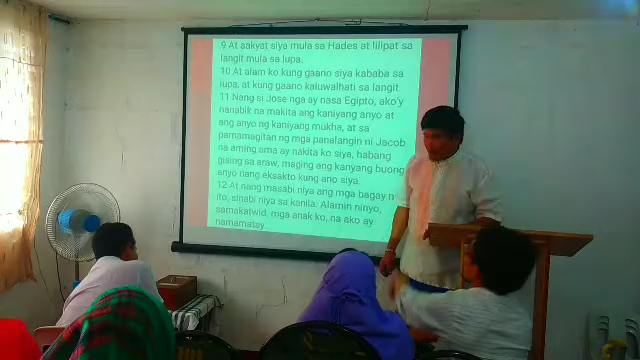 9 At aakyat siya mula sa Hades at lilipat sa
langit mula sa lupa.
10 At alam ko kung gaano siya kababa sa
lupa, at kung gaano kaluwalhati sa langit
11 Nang si Jose nga ay nasa Egipto, ako'y
nanabik na makita ang kaniyang anyo at
ang anyo ng kaniyang mukha, at sa
pamamagitan ng mga panalangin ni Jacob
na aming ama ay nakita ko siya, habang
gising sa araw, maging ang kanyang buong
anyo nang eksakto kung ano siya.
12 At nang masabi niya ang mga bagay n
ito, sinabi niya sa kanila: Alamin ninyo,
samakatwid, mga anak ko, na ako ay
namamatay.